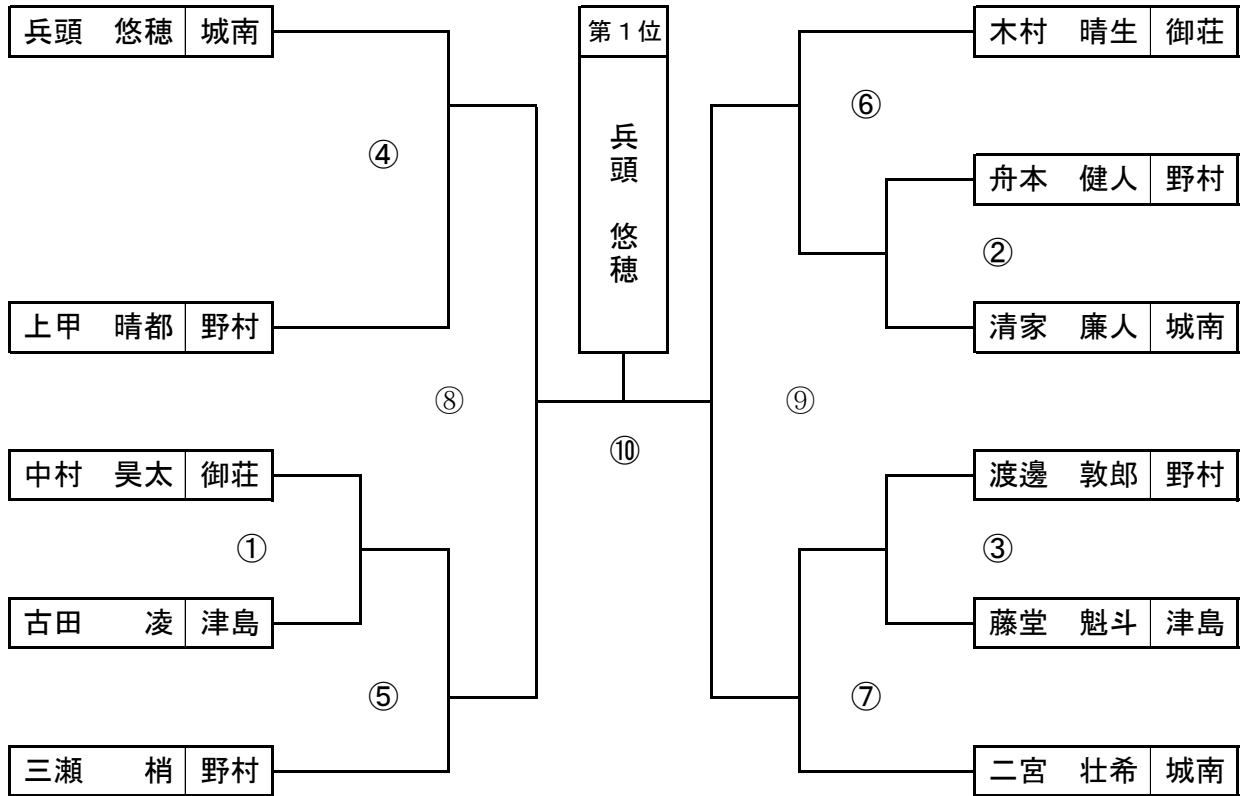 兵頭　悠穂 城南
第１位
木村　晴生 御荘
⑥
兵頭　悠穂
④
舟本　健人 野村
②
上甲　晴都 野村
清家　廉人 城南
⑧
⑨
⑩
中村　昊太 御荘
渡邊　敦郎 野村
①
③
古田　凌 津島
藤堂　魁斗 津島
⑤
⑦
三瀬　梢 野村
二宮　壮希 城南